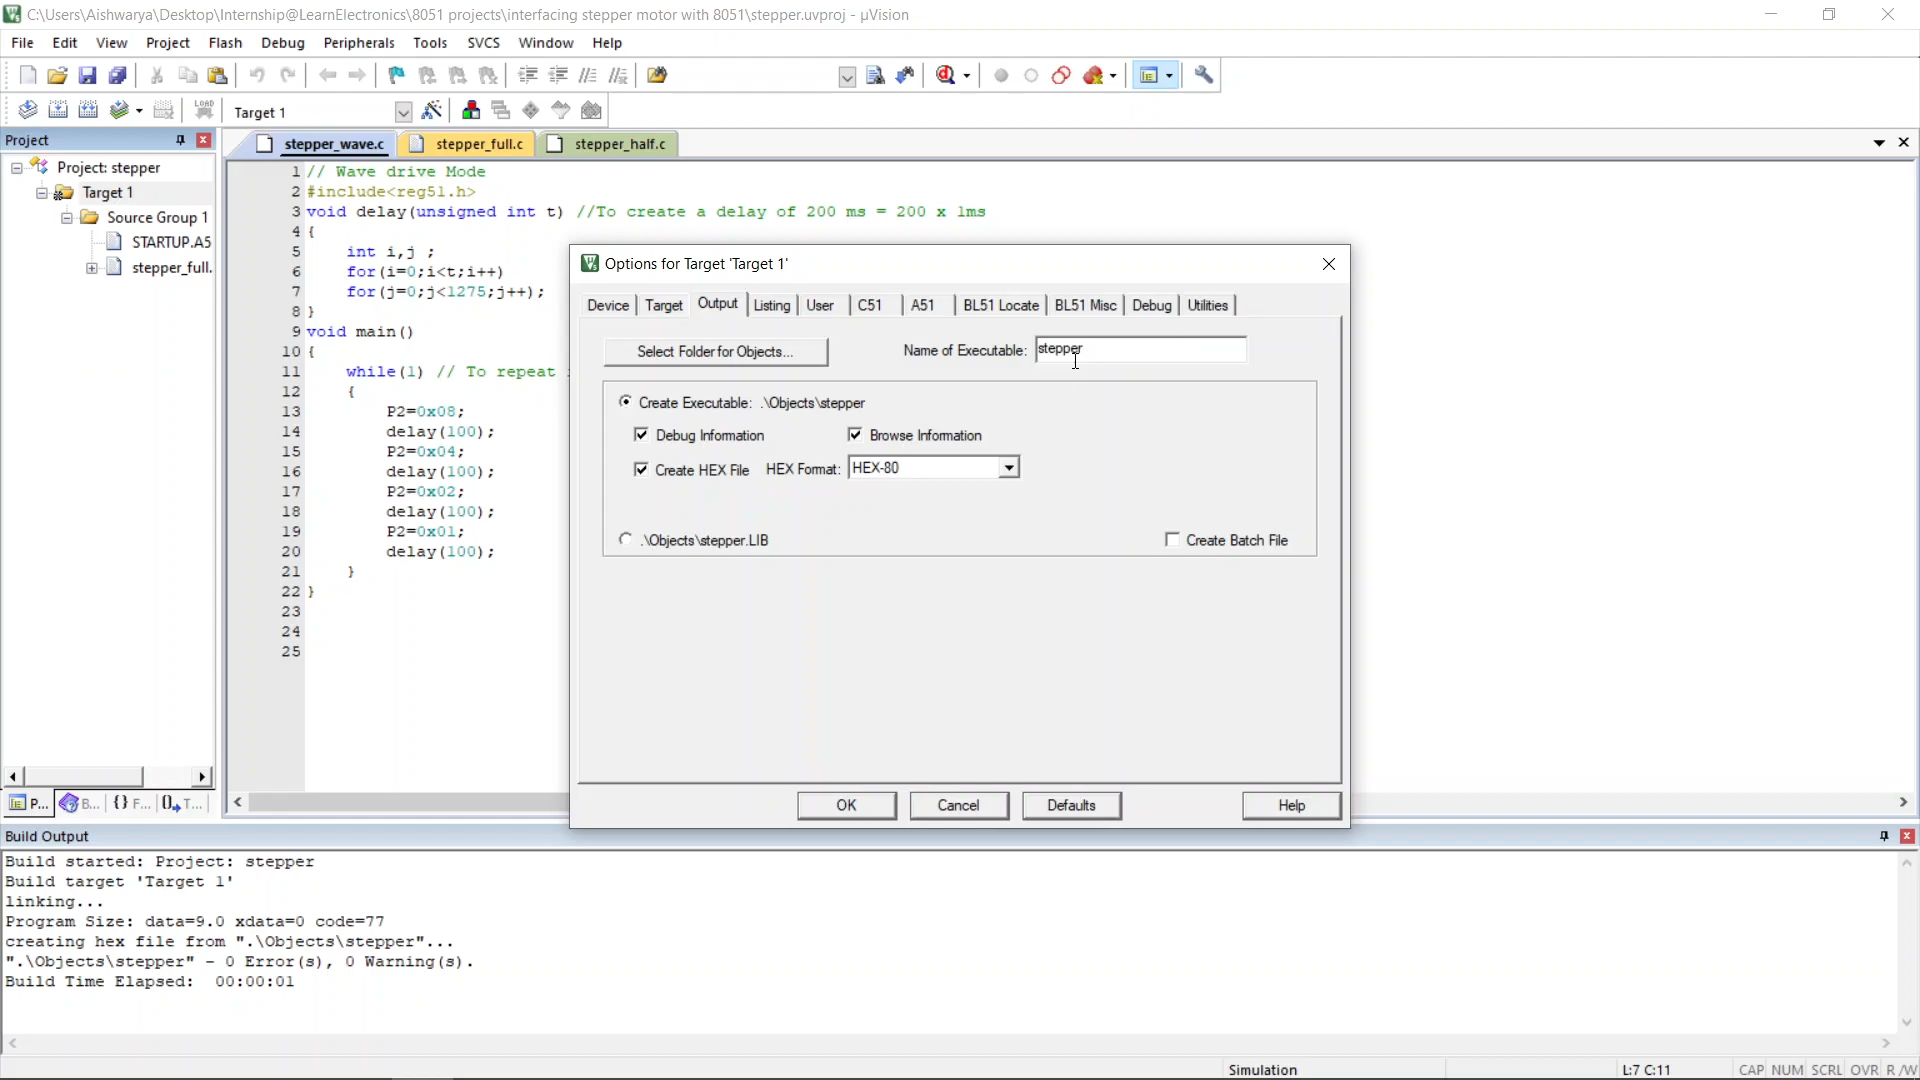 C:\Users\Aishwarya\Desktop\Internship@LearnElectronics\8051 projects\interfacing stepper motor with 8051\stepper.uvproj - µVision
File Edit View Project Flash Debug Peripherals Tools SVCS Window Help
LOAD Target 1
Project
stepper_wave.c stepper_full.c stepper_half.c
Project: stepper
Target 1
Source Group 1
STARTUP.A5
stepper_full.
1 // Wave drive Mode
2 #include<reg51.h>
3 void delay(unsigned int t) //To create a delay of 200 ms = 200 x 1ms
4 {
5 int i,j ;
6 for(i=0;i<t;i++)
7 for(j=0;j<1275;j++);
8 }
9 void main()
10 {
11 while(1) // To repeat
12 {
13 P2=0x08;
14 delay(100);
15 P2=0x04;
16 delay(100);
17 P2=0x02;
18 delay(100);
19 P2=0x01;
20 delay(100);
21 }
22 }
23
24
25
Options for Target 'Target 1'
Device Target Output Listing User C51 A51 BL51 Locate BL51 Misc Debug Utilities
Select Folder for Objects... Name of Executable: stepper
Create Executable: .\Objects\stepper
Debug Information Browse Information
Create HEX File HEX Format: HEX-80
.\Objects\stepper.LIB Create Batch File
OK Cancel Defaults Help
P... B... {} F... T...
Build Output
Build started: Project: stepper
Build target 'Target 1'
linking...
Program Size: data=9.0 xdata=0 code=77
creating hex file from ".\Objects\stepper"...
".\Objects\stepper" - 0 Error(s), 0 Warning(s).
Build Time Elapsed: 00:00:01
Simulation L:7 C:11 CAP NUM SCRL OVR R/W